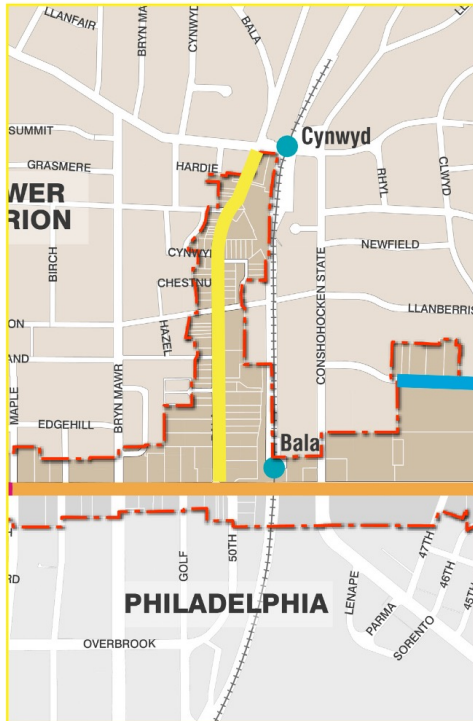 LLANFAIR
BRYN MA
CYNWYD
BALA
SUMMIT
Cynwyd
GRASMERE
HARDIE
WER
RION
RHYL
CLWYD
BIRCH
CYNWY
NEWFIELD
CHESTNU
CONSHOHOCKEN STATE
LLANBERRIS
ON
HAZEL
AND
MAPLE
BRYN MAWR
EDGEHILL
Bala
GOLF
50TH
47TH
46TH
45TH
RD
PHILADELPHIA
LENAPE
PARMA
SORENTO
OVERBROOK